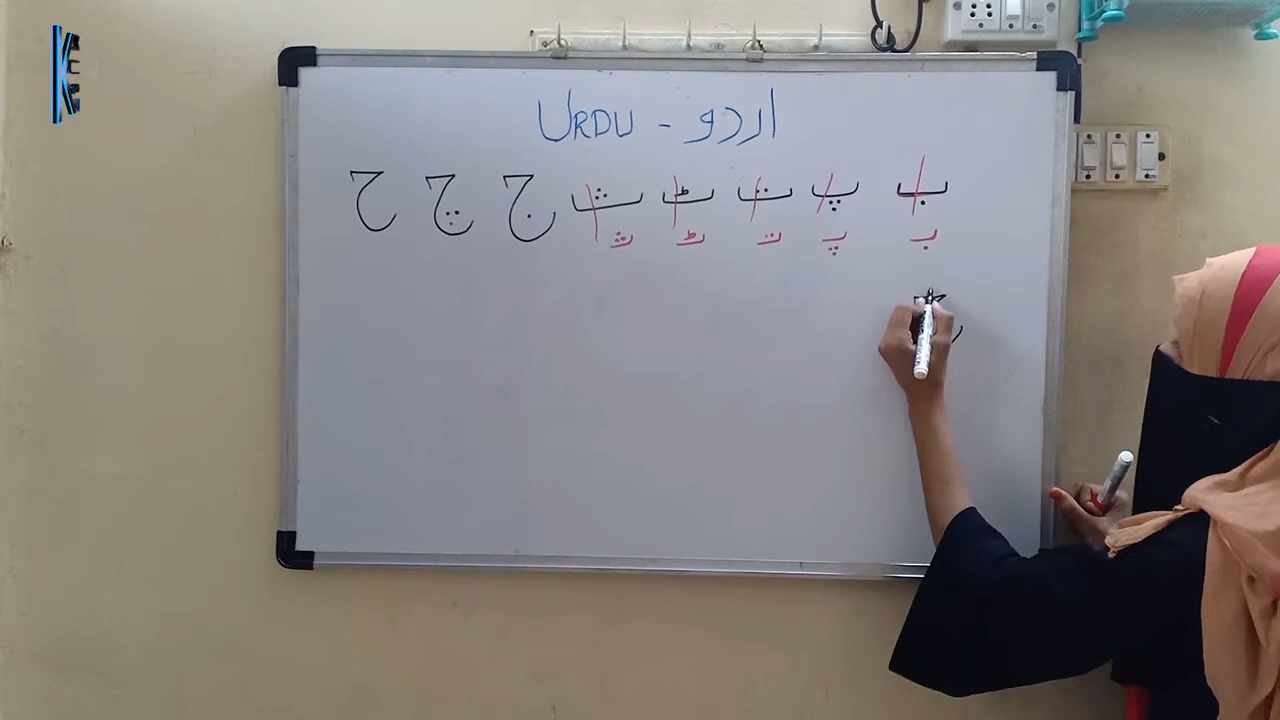 URDU - اردو
ب پ ت ٹ ث ج چ ح
ب پ ت ٹ ث